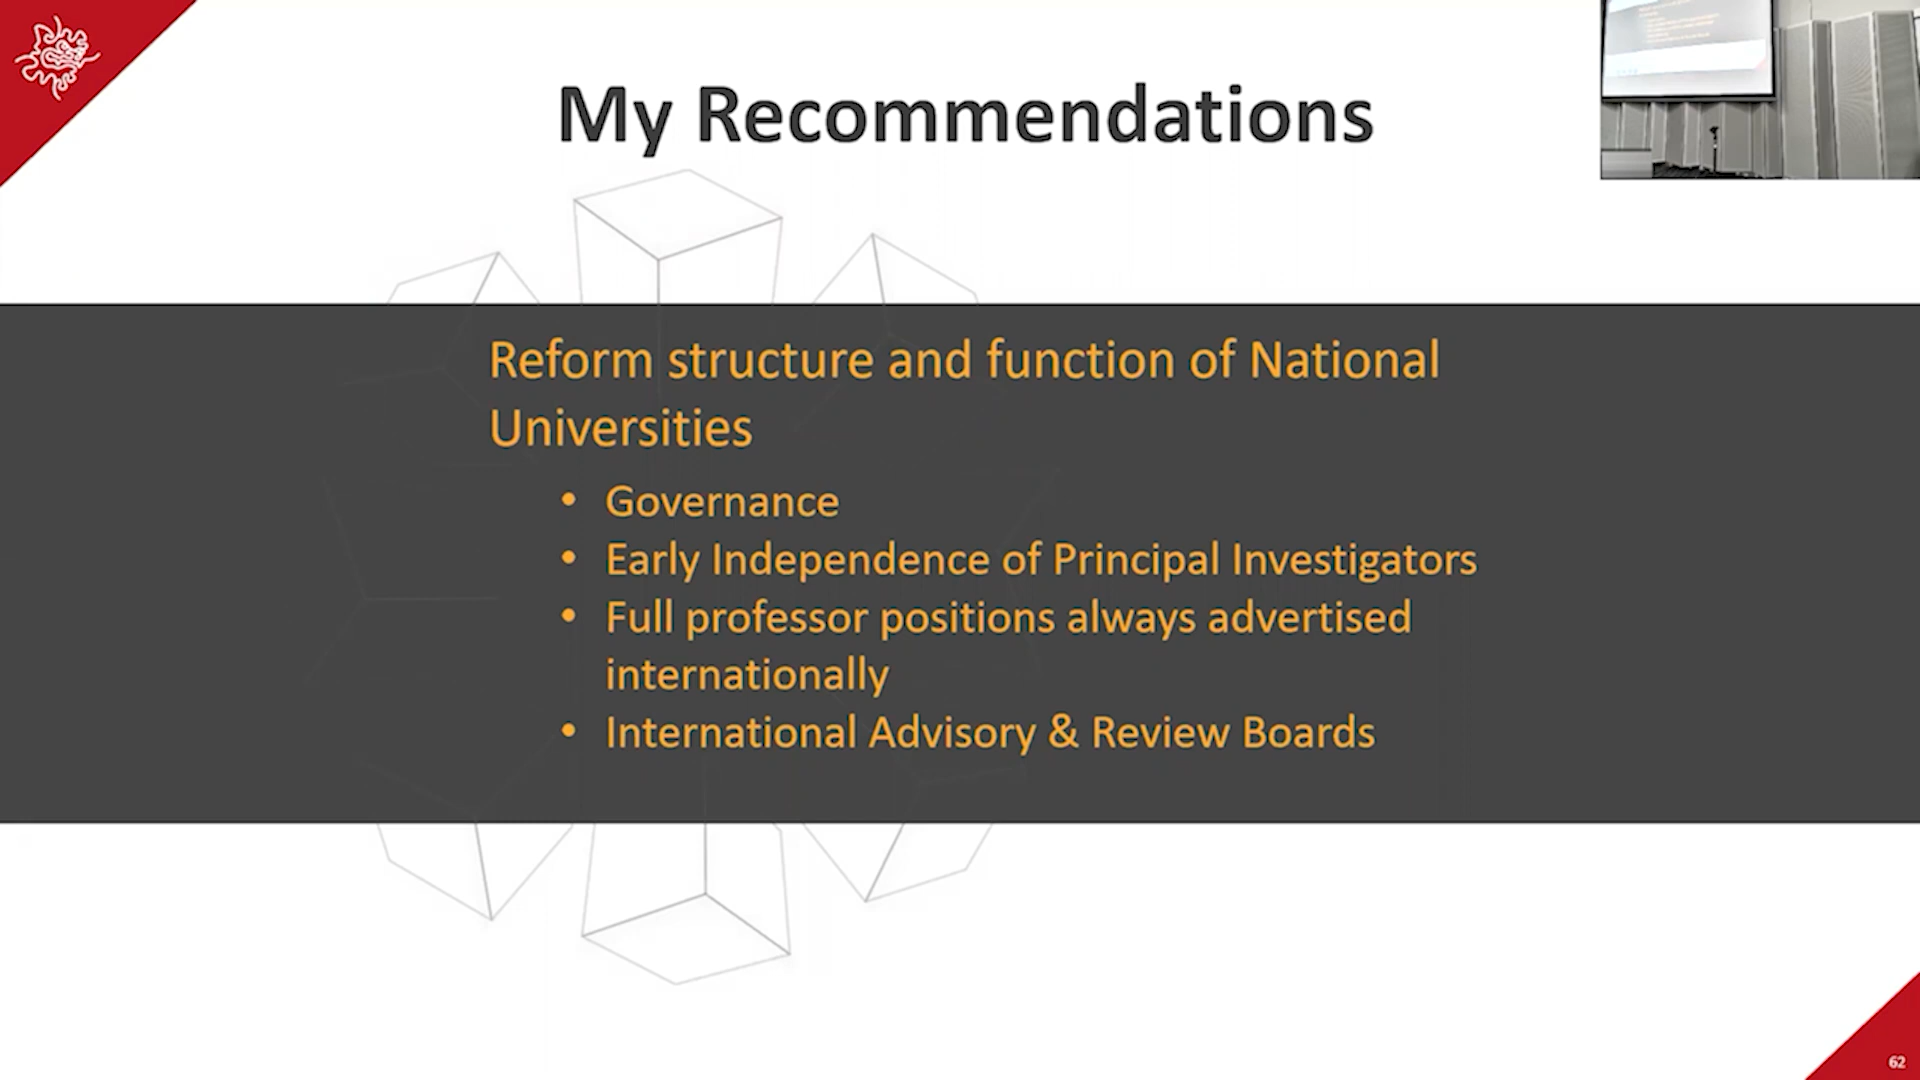 My Recommendations
Reform structure and function of National
Universities
• Governance
• Early Independence of Principal Investigators
• Full professor positions always advertised
internationally
• International Advisory & Review Boards
62